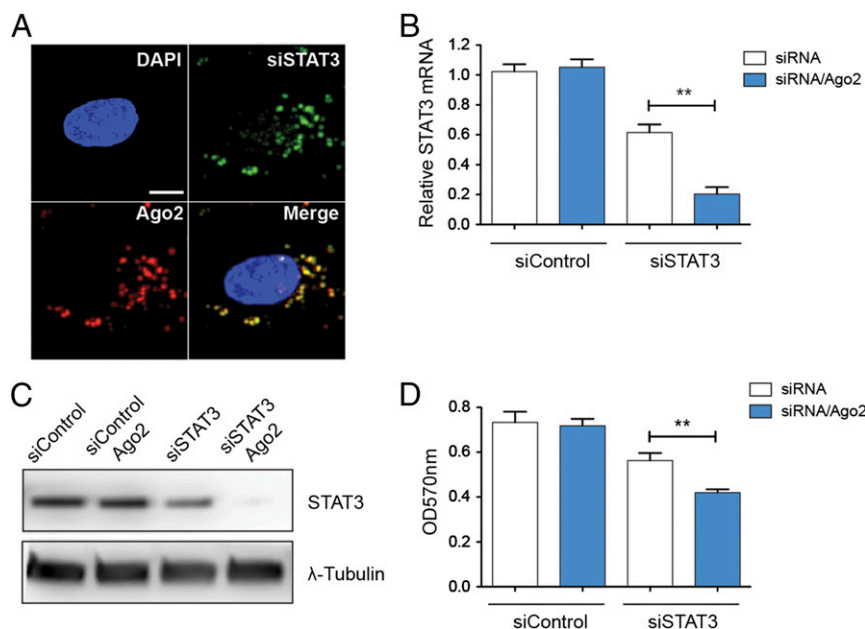 A
DAPI
siSTAT3
Ago2
Merge
B
Relative STAT3 mRNA
1.2
1.0
0.8
0.6
0.4
0.2
0.0
**
siControl
siSTAT3
siRNA
siRNA/Ago2
C
siControl
siControl
Ago2
siSTAT3
siSTAT3
Ago2
STAT3
λ-Tubulin
D
OD570nm
0.8
0.6
0.4
0.2
0.0
**
siControl
siSTAT3
siRNA
siRNA/Ago2